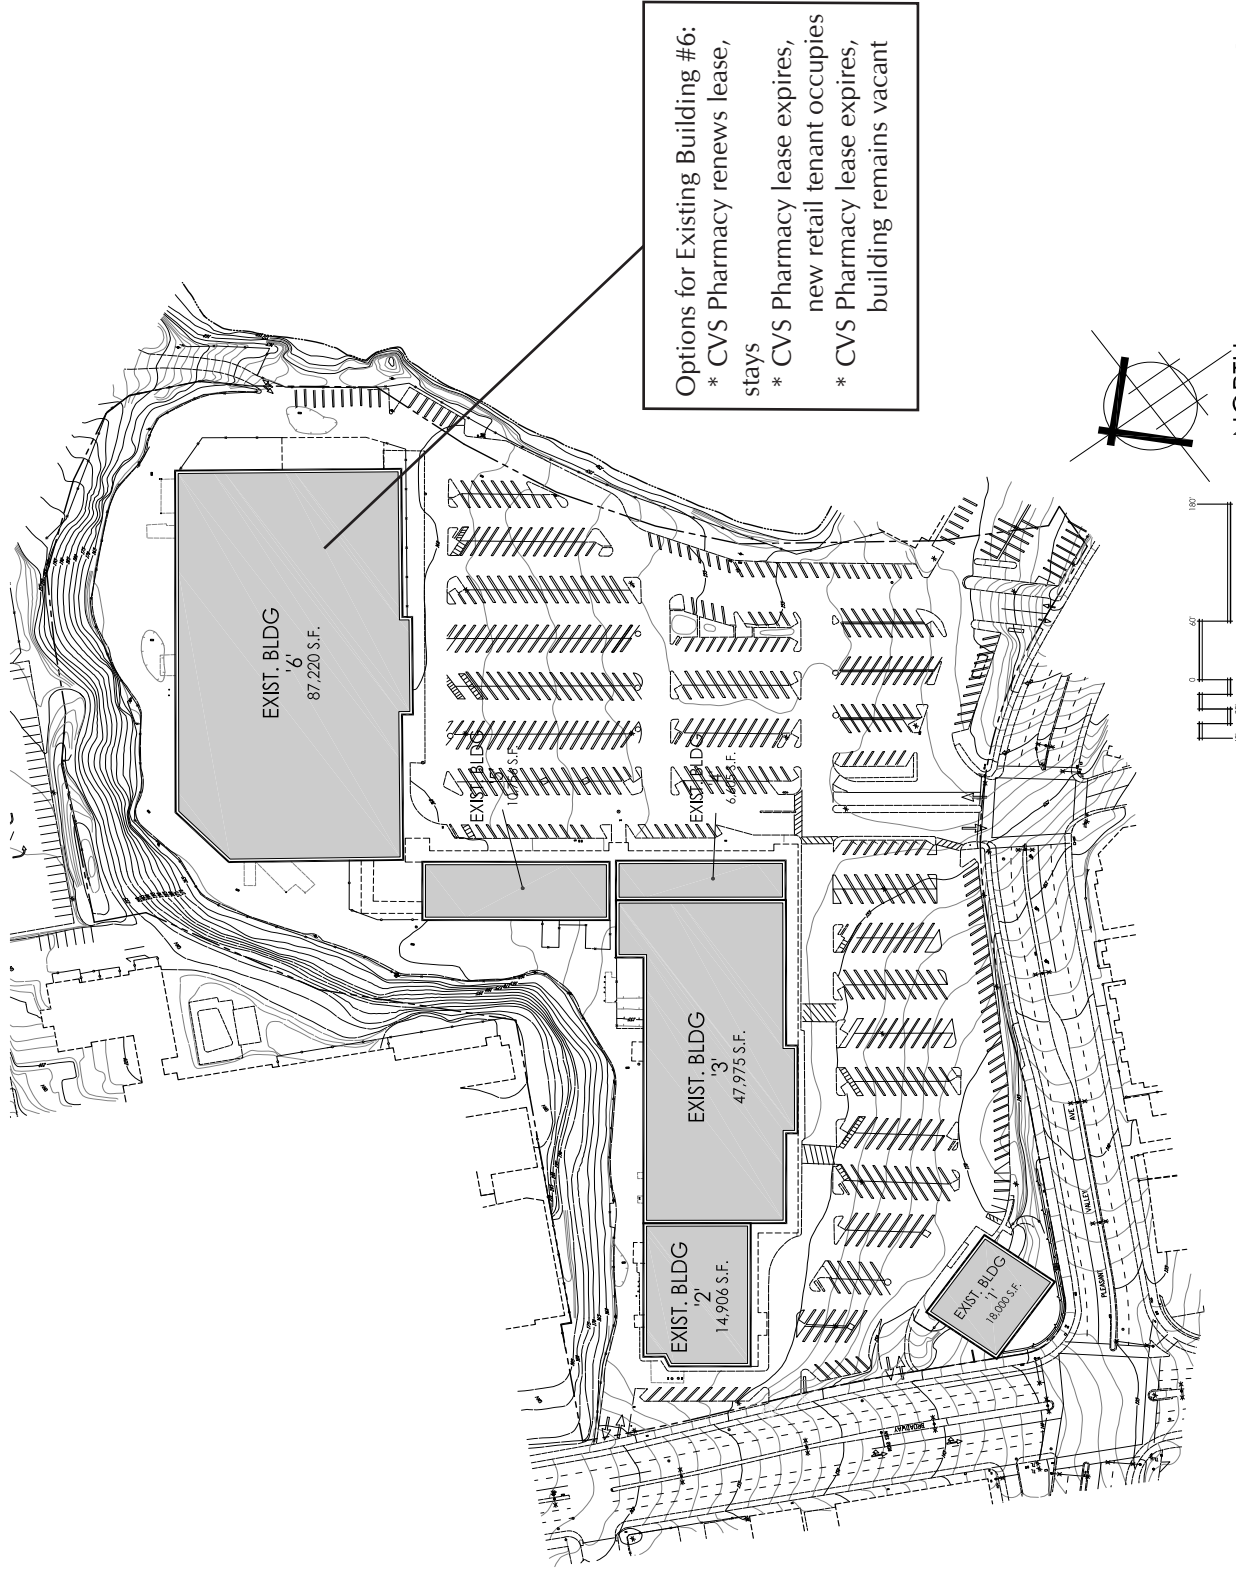 Options for Existing Building #6:
* CVS Pharmacy renews lease,
stays
* CVS Pharmacy lease expires,
new retail tenant occupies
* CVS Pharmacy lease expires,
building remains vacant
EXIST. BLDG
'6'
87,220 S.F.
EXIST. BLDG
EXIST. BLDG
EXIST. BLDG
'3'
47,975 S.F.
EXIST. BLDG
'2'
14,906 S.F.
EXIST. BLDG
'1'
18,000 S.F.
PLEASANT
VALLEY
AVE
BROADWAY
0
60'
180'
NORTH